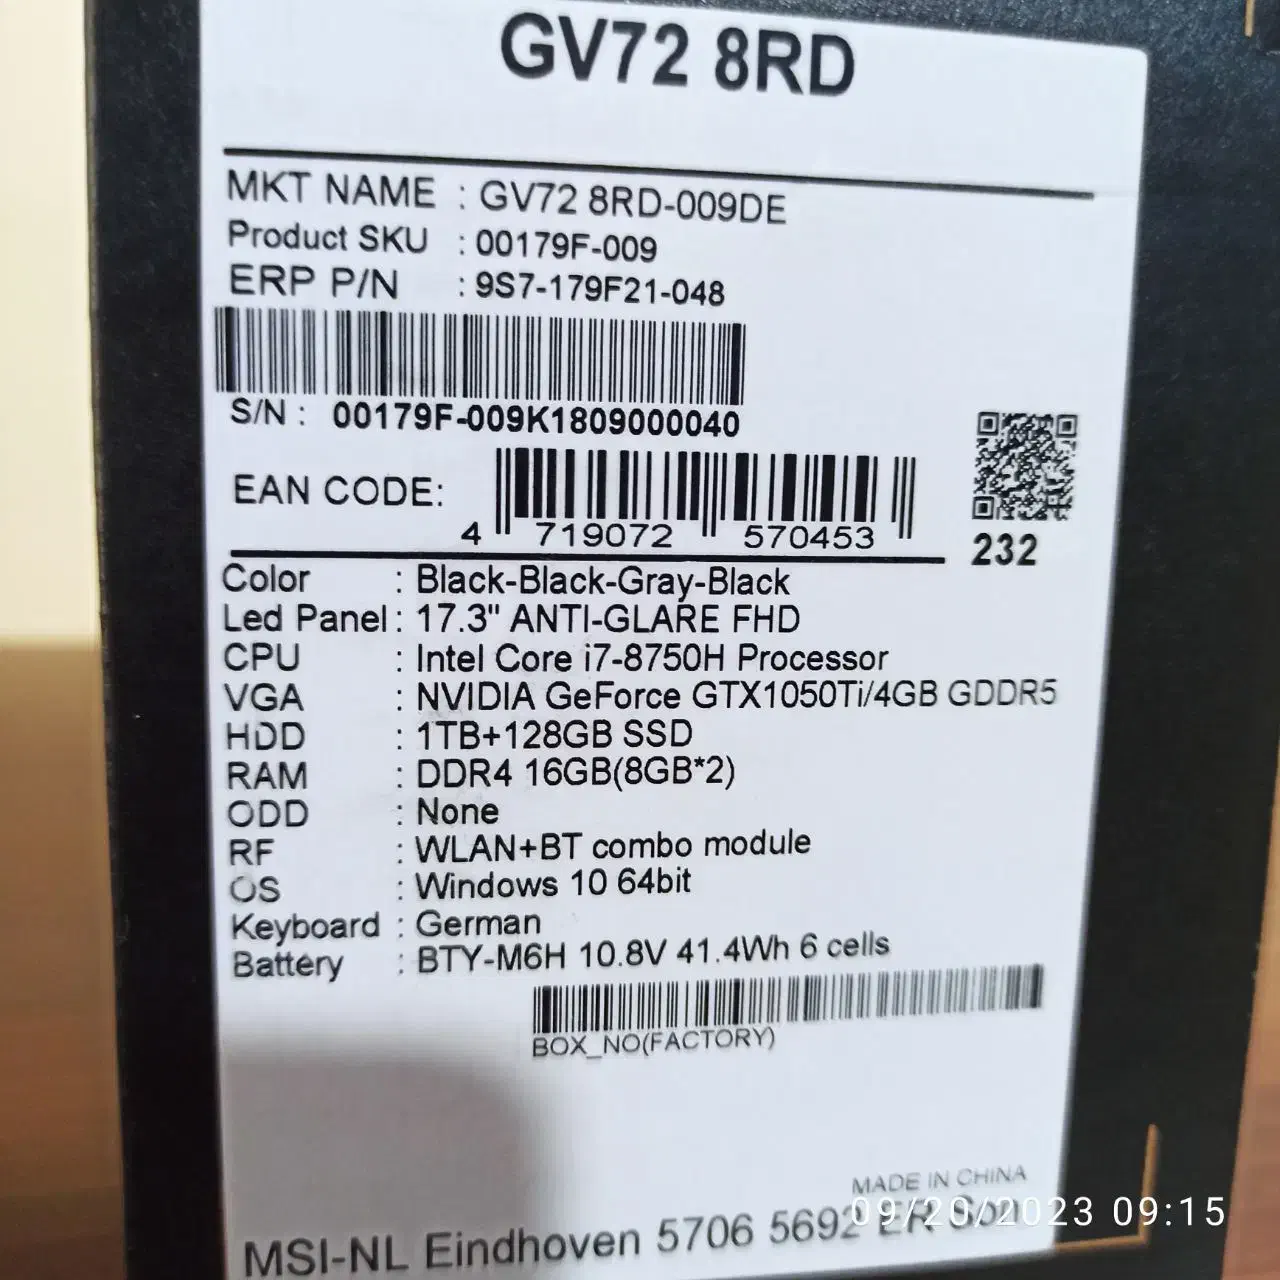 GV72 8RD
MKT NAME : GV72 8RD-009DE
Product SKU : 00179F-009
ERP P/N : 9S7-179F21-048
S/N : 00179F-009K1809000040
EAN CODE:
4 719072 570453
232
Color : Black-Black-Gray-Black
Led Panel : 17.3" ANTI-GLARE FHD
CPU : Intel Core i7-8750H Processor
VGA : NVIDIA GeForce GTX1050Ti/4GB GDDR5
HDD : 1TB+128GB SSD
RAM : DDR4 16GB(8GB*2)
ODD : None
RF : WLAN+BT combo module
OS : Windows 10 64bit
Keyboard : German
Battery : BTY-M6H 10.8V 41.4Wh 6 cells
BOX_NO(FACTORY)
MADE IN CHINA
09/20/2023 09:15
MSI-NL Eindhoven 5706 5692 ER Son